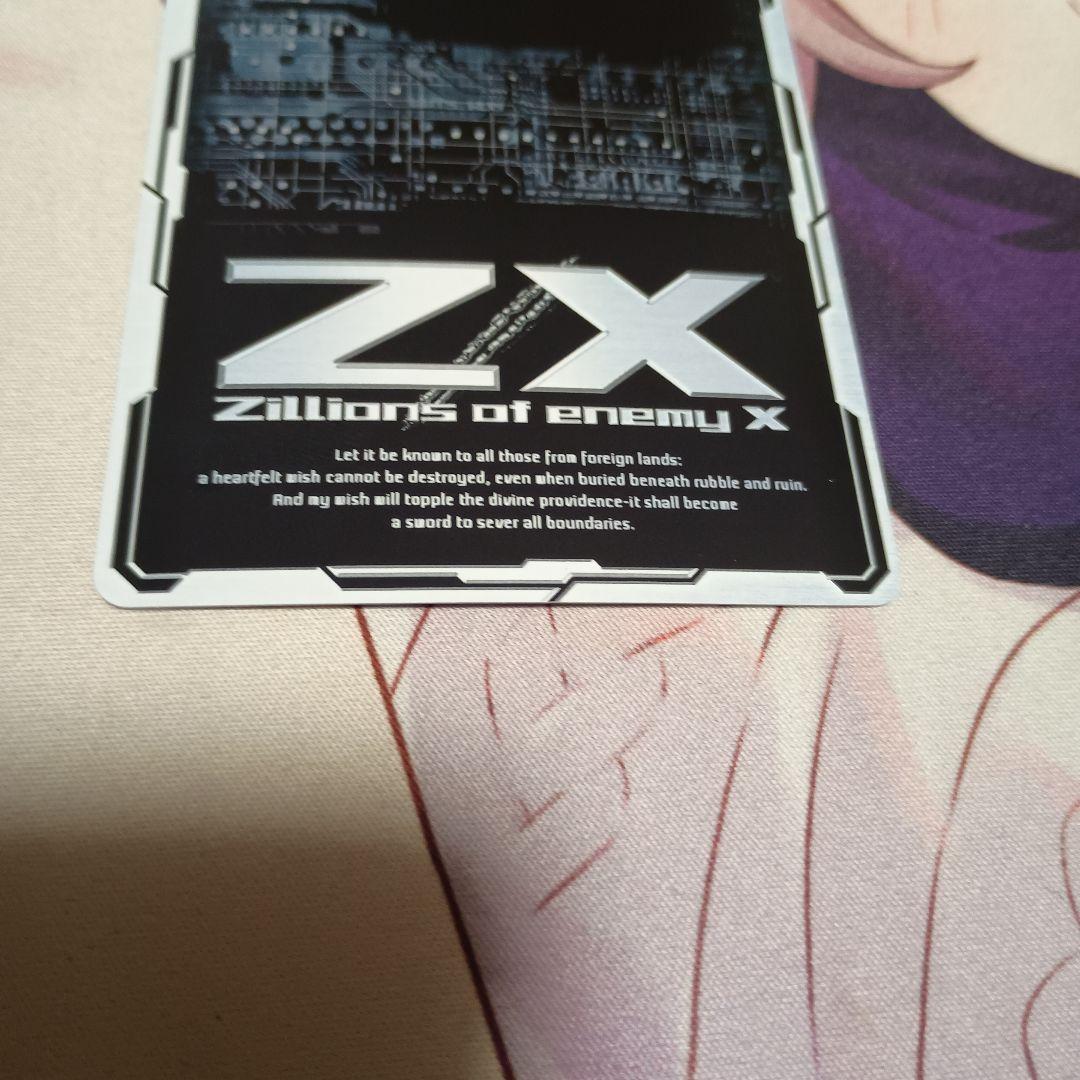 ZX
Zillions of enemy X
Let it be known to all those from foreign lands:
a heartfelt wish cannot be destroyed, even when buried beneath rubble and ruin.
And my wish will topple the divine providence-it shall become
a sword to sever all boundaries.